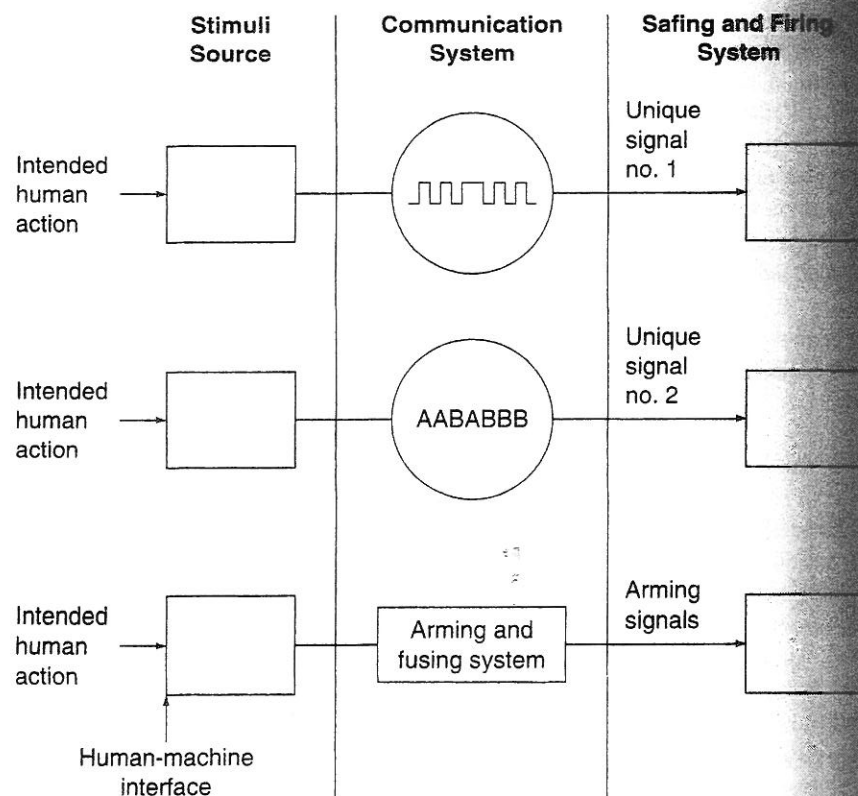 Stimuli
Source
Communication
System
Safing and Firing
System
Intended
human
action
Unique
signal
no. 1
Intended
human
action
AABABBB
Unique
signal
no. 2
Intended
human
action
Arming and
fusing system
Arming
signals
Human-machine
interface